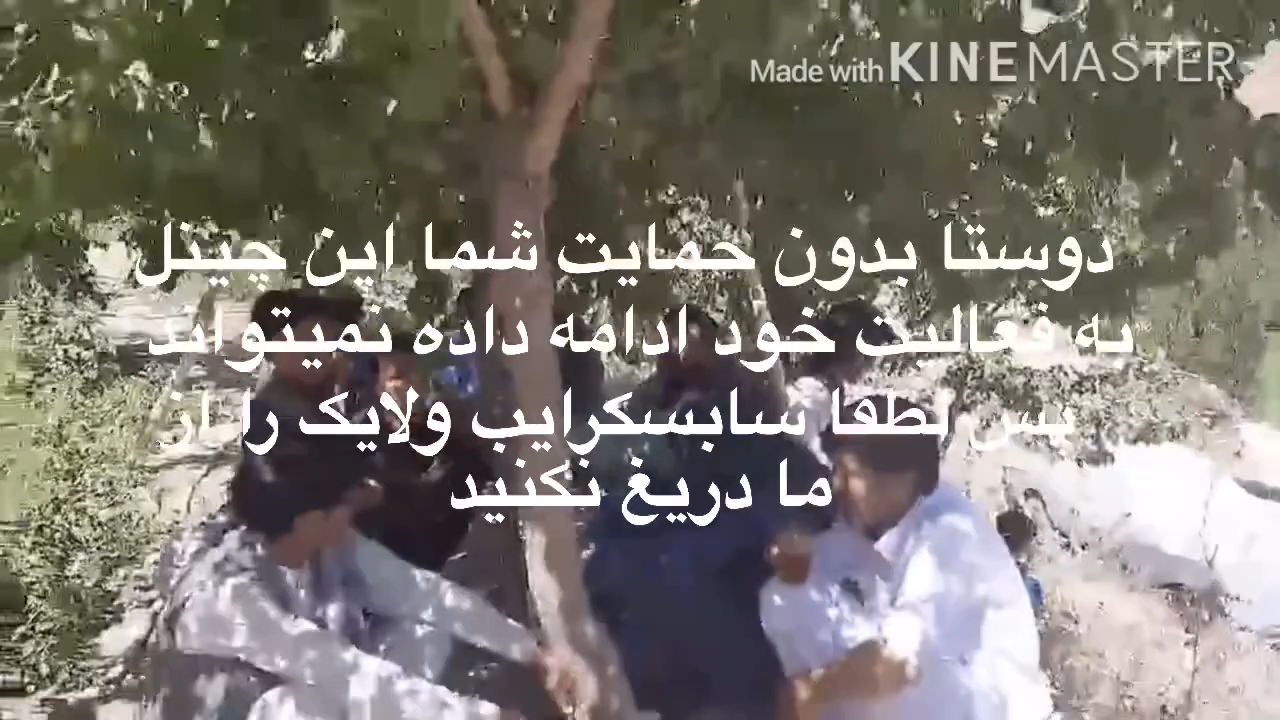 Made with KINEMASTER
دوستا بدون حمایت شما این چینل
به فعالیت خود ادامه داده نمیتواند
پس لطفا سابسکرایب ولایک را از
ما دریغ نکنید